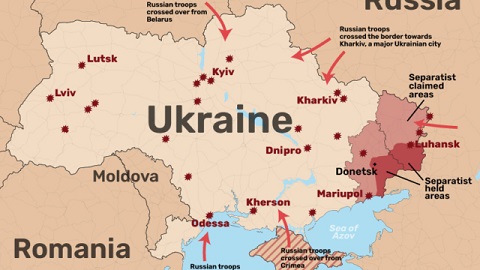 Russian troops
crossed over from
Belarus
Russia
Russian troops
crossed the border towards
Kharkiv, a major Ukrainian city
Lutsk
Kyiv
Separatist
claimed
areas
Lviv
Kharkiv
Ukraine
Luhansk
Dnipro
Donetsk
Moldova
Separatist
held
areas
Mariupol
Kherson
Odessa
Sea of
Azov
Romania
Russian troops
crossed over from
Crimea
Russian troops